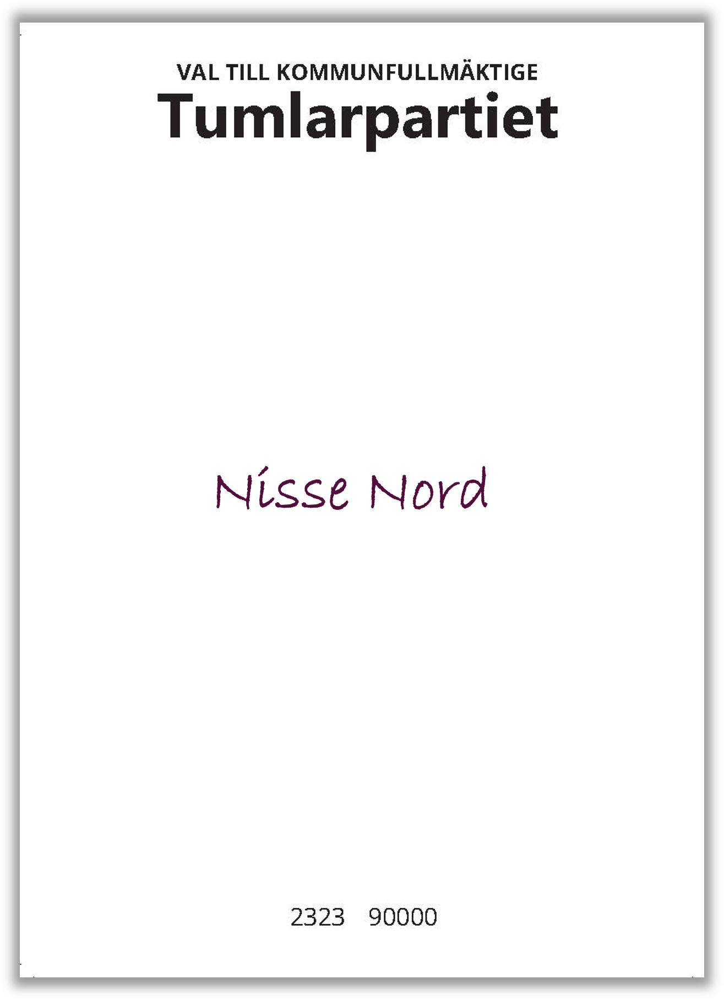 VAL TILL KOMMUNFULLMÄKTIGE
Tumlarpartiet
Nisse Nord
2323 90000